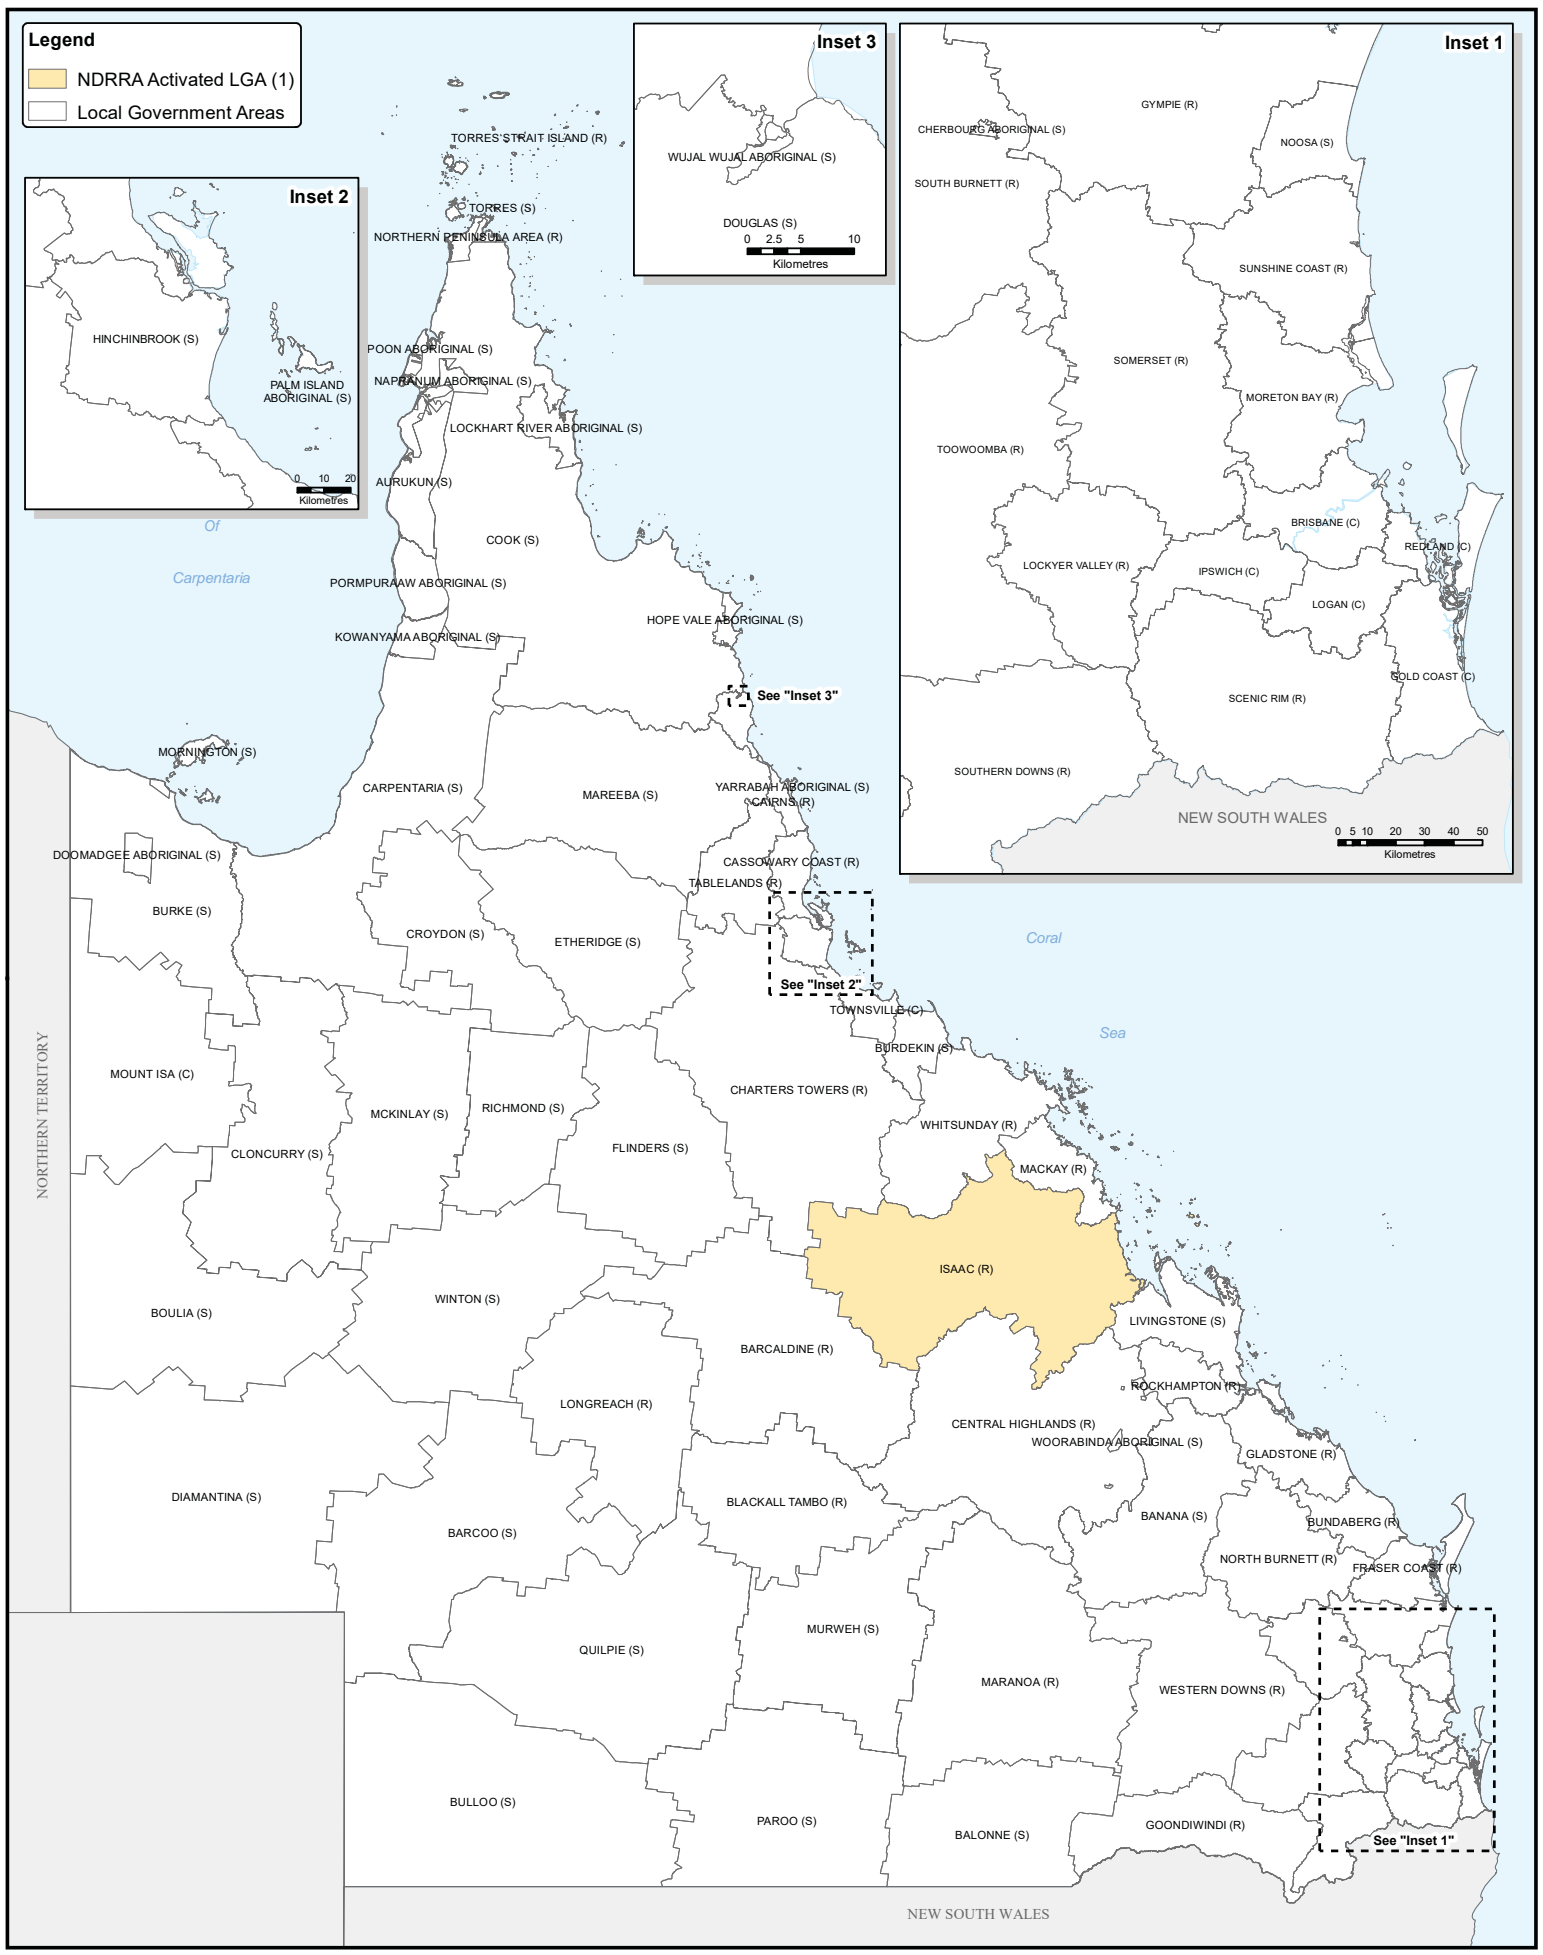 Legend
NDRRA Activated LGA (1)
Local Government Areas
Inset 3
WUJAL WUJAL ABORIGINAL (S)
DOUGLAS (S)
0 2.5 5 10
Kilometres
Inset 1
GYMPIE (R)
CHERBOURG ABORIGINAL (S)
NOOSA (S)
SOUTH BURNETT (R)
SUNSHINE COAST (R)
SOMERSET (R)
MORETON BAY (R)
TOOWOOMBA (R)
BRISBANE (C)
REDLAND (C)
LOCKYER VALLEY (R)
IPSWICH (C)
LOGAN (C)
GOLD COAST (C)
SCENIC RIM (R)
SOUTHERN DOWNS (R)
NEW SOUTH WALES
0 5 10 20 30 40 50
Kilometres
Inset 2
HINCHINBROOK (S)
PALM ISLAND
ABORIGINAL (S)
0 10 20
Kilometres
TORRES STRAIT ISLAND (R)
TORRES (S)
NORTHERN PENINSULA AREA (R)
POON ABORIGINAL (S)
NAPRANUM ABORIGINAL (S)
LOCKHART RIVER ABORIGINAL (S)
AURUKUN (S)
Of
Carpentaria
COOK (S)
PORMPURAAW ABORIGINAL (S)
HOPE VALE ABORIGINAL (S)
KOWANYAMA ABORIGINAL (S)
See "Inset 3"
MORNINGTON (S)
CARPENTARIA (S)
MAREEBA (S)
YARRABAH ABORIGINAL (S)
CAIRNS (R)
DOOMADGEE ABORIGINAL (S)
CASSOWARY COAST (R)
TABLELANDS (R)
BURKE (S)
CROYDON (S)
ETHERIDGE (S)
Coral
Sea
See "Inset 2"
TOWNSVILLE (C)
BURDEKIN (S)
NORTHERN TERRITORY
MOUNT ISA (C)
CHARTERS TOWERS (R)
MCKINLAY (S)
RICHMOND (S)
WHITSUNDAY (R)
CLONCURRY (S)
FLINDERS (S)
MACKAY (R)
ISAAC (R)
WINTON (S)
BOULIA (S)
LIVINGSTONE (S)
BARCALDINE (R)
ROCKHAMPTON (R)
LONGREACH (R)
CENTRAL HIGHLANDS (R)
WOORABINDA ABORIGINAL (S)
GLADSTONE (R)
DIAMANTINA (S)
BLACKALL TAMBO (R)
BANANA (S)
BUNDABERG (R)
BARCOO (S)
NORTH BURNETT (R)
FRASER COAST (R)
MURWEH (S)
QUILPIE (S)
MARANOA (R)
WESTERN DOWNS (R)
BULLOO (S)
PAROO (S)
BALONNE (S)
GOONDIWINDI (R)
See "Inset 1"
NEW SOUTH WALES